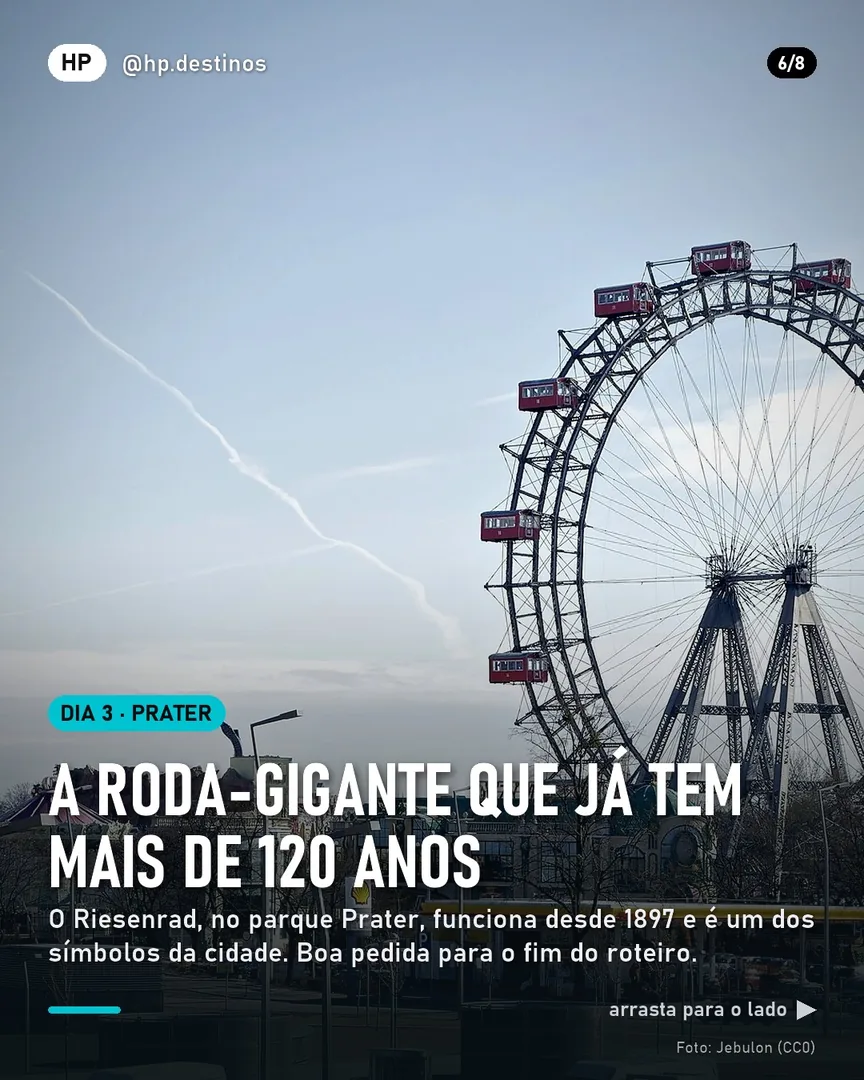 HP @hp.destinos 6/8
DIA 3 · PRATER
A RODA-GIGANTE QUE JÁ TEM
MAIS DE 120 ANOS
O Riesenrad, no parque Prater, funciona desde 1897 e é um dos
símbolos da cidade. Boa pedida para o fim do roteiro.
arrasta para o lado ▶
Foto: Jebulon (CC0)